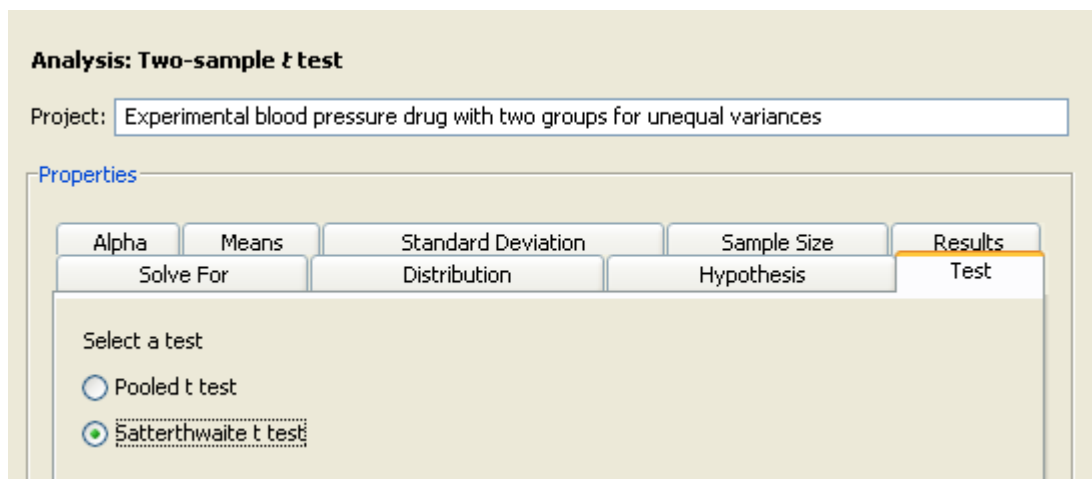 Analysis: Two-sample t test
Project: Experimental blood pressure drug with two groups for unequal variances
Properties
Alpha Means Standard Deviation Sample Size Results
Solve For Distribution Hypothesis Test
Select a test
Pooled t test
Satterthwaite t test